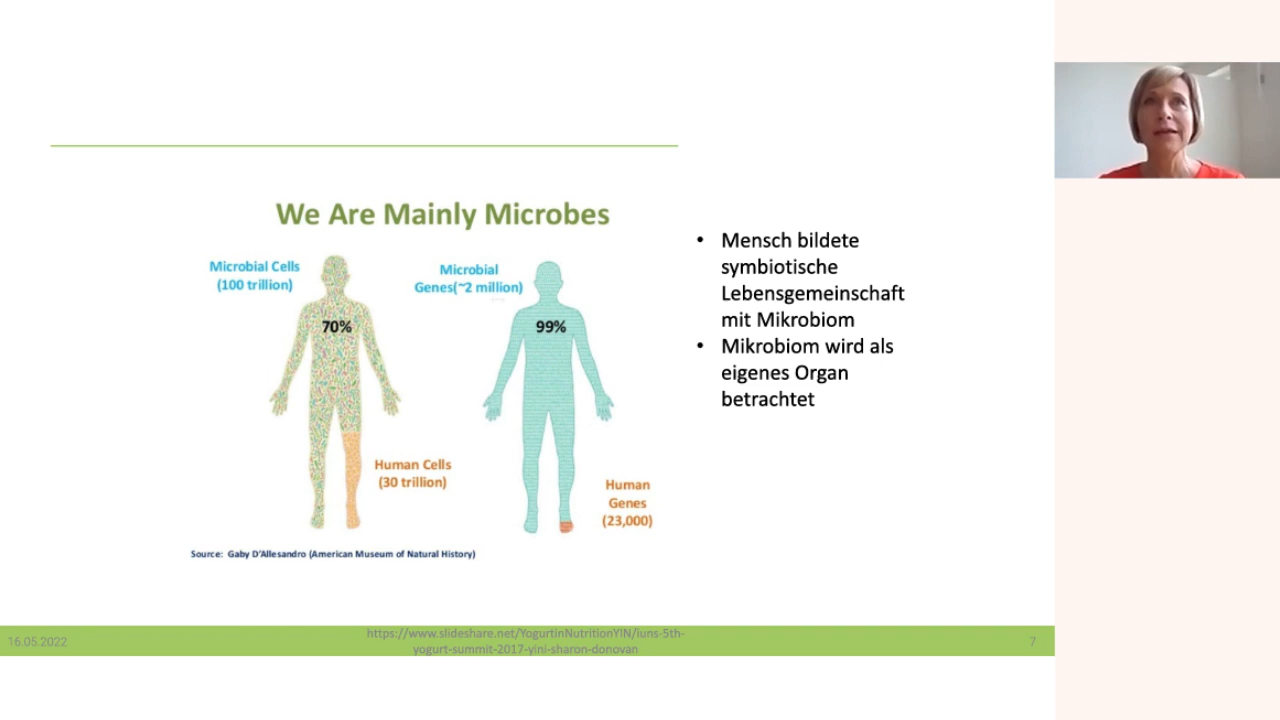 We Are Mainly Microbes
Microbial Cells
(100 trillion)
70%
Human Cells
(30 trillion)
Microbial
Genes(~2 million)
99%
Human
Genes
(23,000)
Source: Gaby D'Allesandro (American Museum of Natural History)
• Mensch bildete
symbiotische
Lebensgemeinschaft
mit Mikrobiom
• Mikrobiom wird als
eigenes Organ
betrachtet
16.05.2022
https://www.slideshare.net/YogurtinNutritionYIN/iuns-5th-
yogurt-summit-2017-yini-sharon-donovan
7